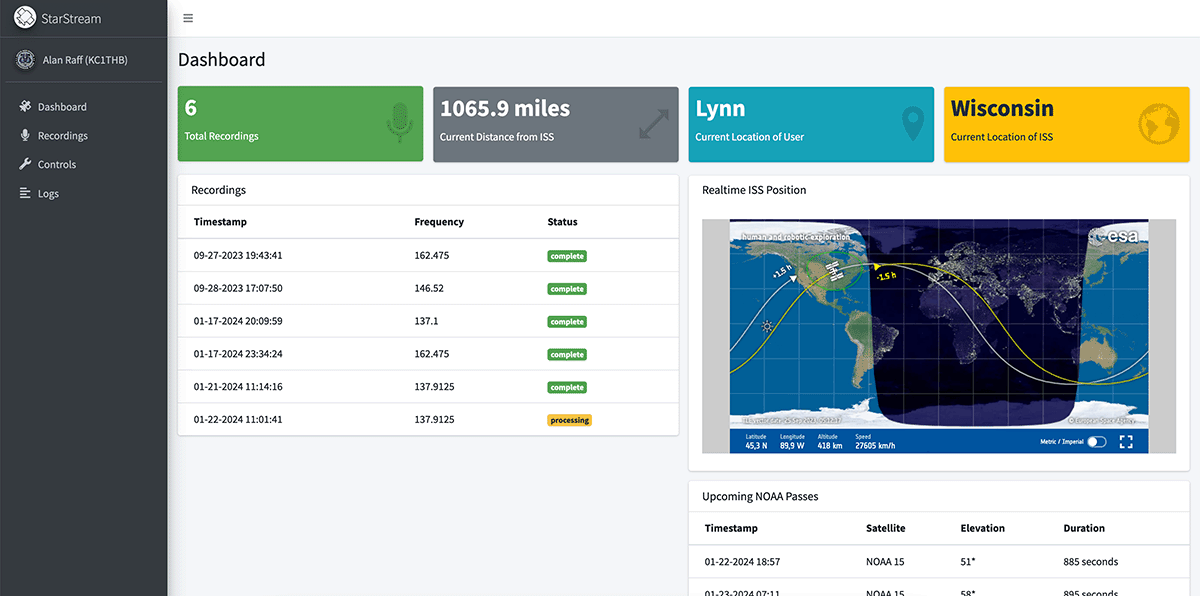 StarStream
Alan Raff (KC1THB)
Dashboard
Recordings
Controls
Logs
Dashboard
6
Total Recordings
1065.9 miles
Current Distance from ISS
Lynn
Current Location of User
Wisconsin
Current Location of ISS
Recordings
Timestamp Frequency Status
09-27-2023 19:43:41 162.475 complete
09-28-2023 17:07:50 146.52 complete
01-17-2024 20:09:59 137.1 complete
01-17-2024 23:34:24 162.475 complete
01-21-2024 11:14:16 137.9125 complete
01-22-2024 11:01:41 137.9125 processing
Realtime ISS Position
human and robotic exploration
esa
+1.5 h
-1.5 h
© European Space Agency
Latitude Longitude Altitude Speed
45,3 N 89,9 W 418 km 27605 km/h
Metric / Imperial
Upcoming NOAA Passes
Timestamp Satellite Elevation Duration
01-22-2024 18:57 NOAA 15 51° 885 seconds
01-23-2024 07:11 NOAA 15 58° 895 seconds